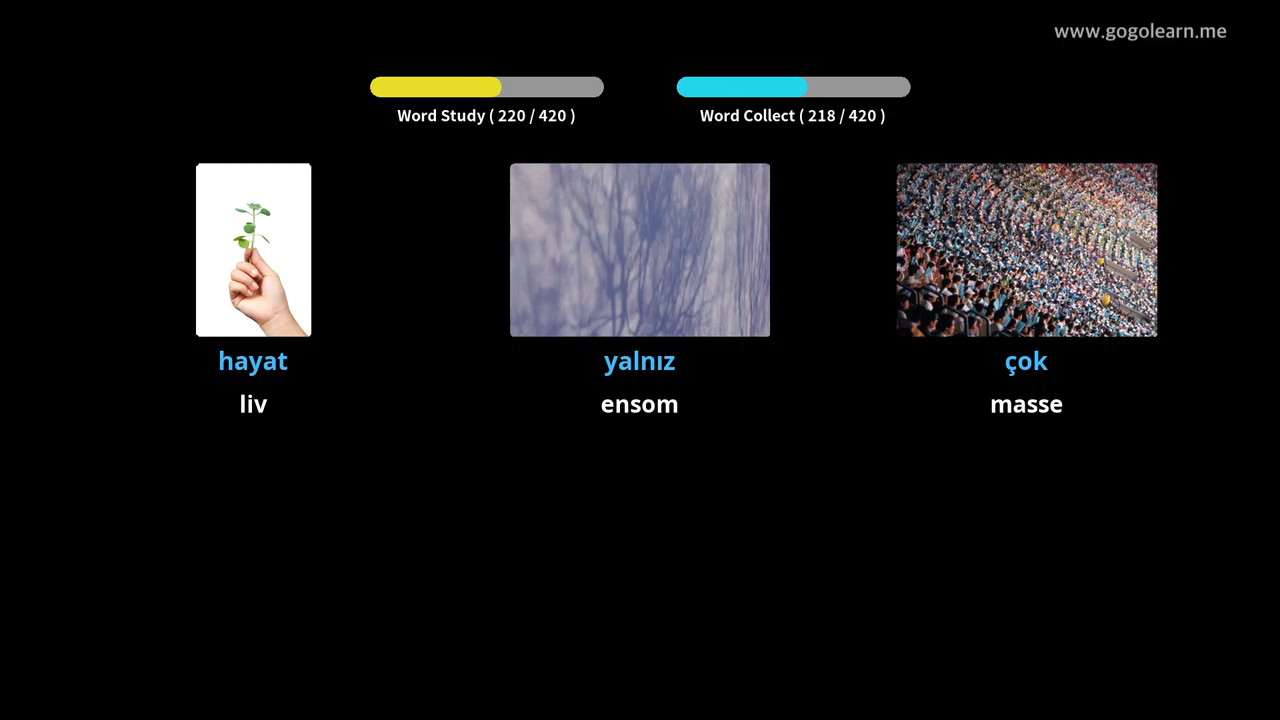 www.gogolearn.me
Word Study ( 220 / 420 )
Word Collect ( 218 / 420 )
hayat
yalnız
çok
liv
ensom
masse